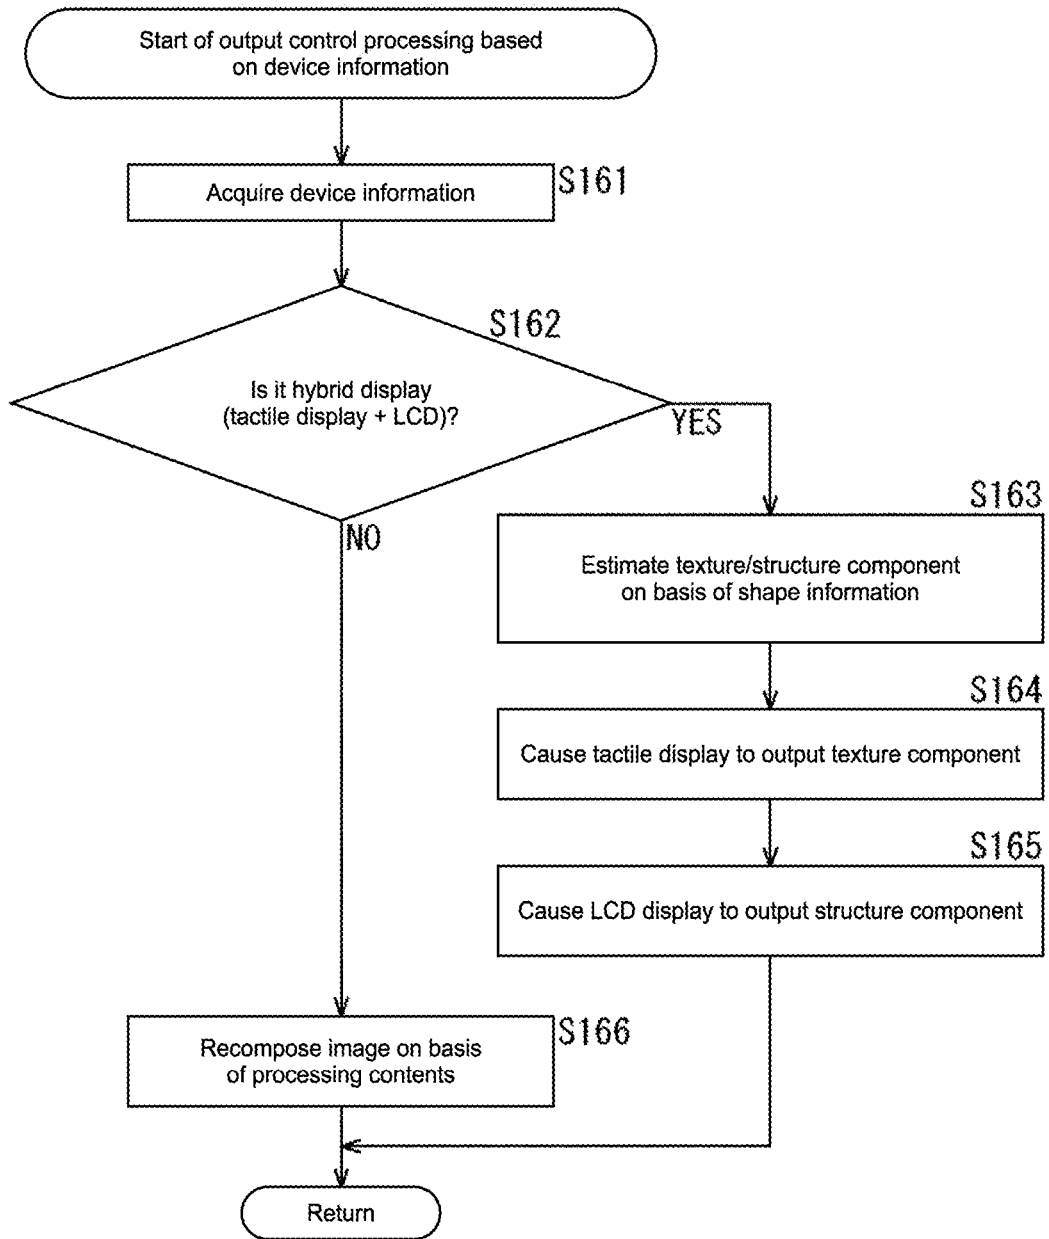 Start of output control processing based
on device information
Acquire device information
S161
S162
Is it hybrid display
(tactile display + LCD)?
YES
NO
S163
Estimate texture/structure component
on basis of shape information
S164
Cause tactile display to output texture component
S165
Cause LCD display to output structure component
S166
Recompose image on basis
of processing contents
Return